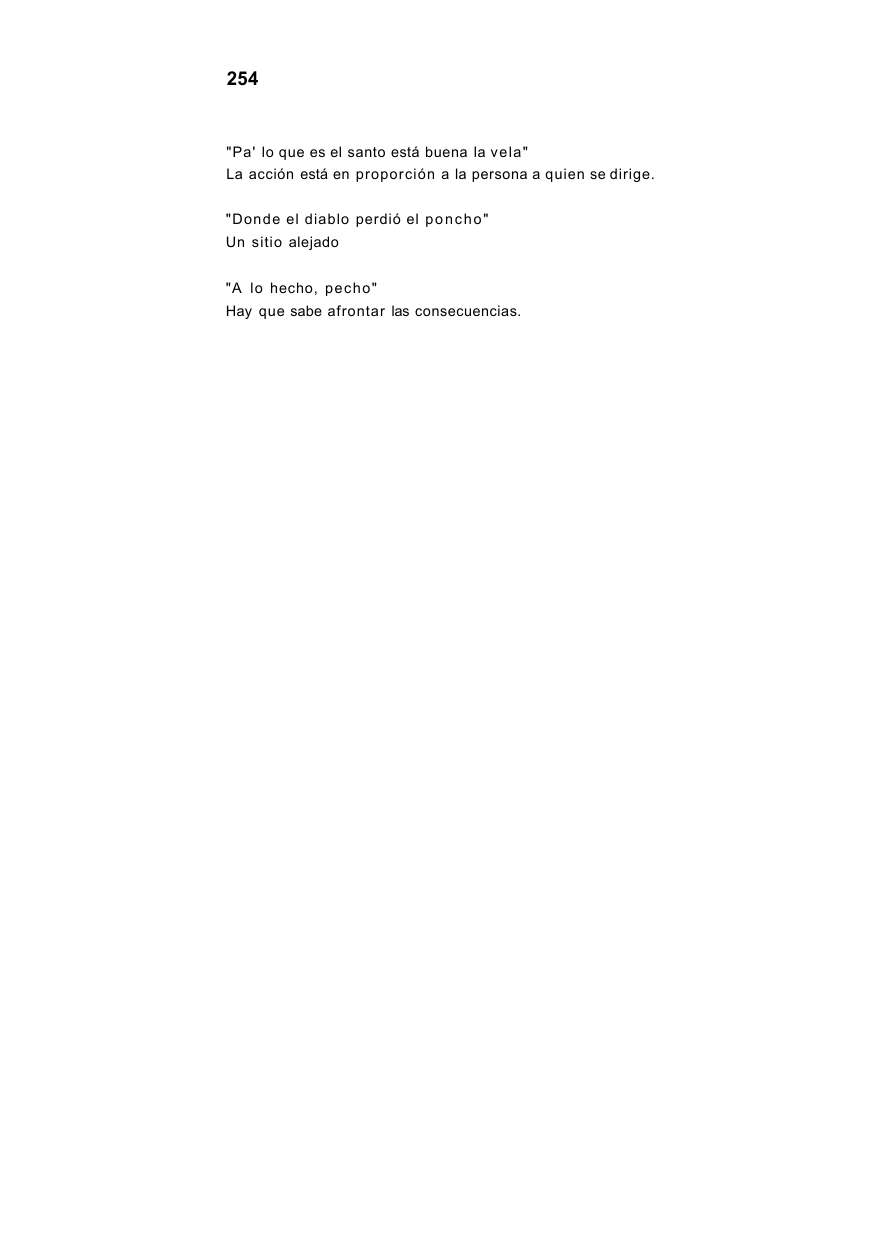 254
"Pa' lo que es el santo está buena la vela"
La acción está en proporción a la persona a quien se dirige.
"Donde el diablo perdió el poncho"
Un sitio alejado
"A lo hecho, pecho"
Hay que sabe afrontar las consecuencias.